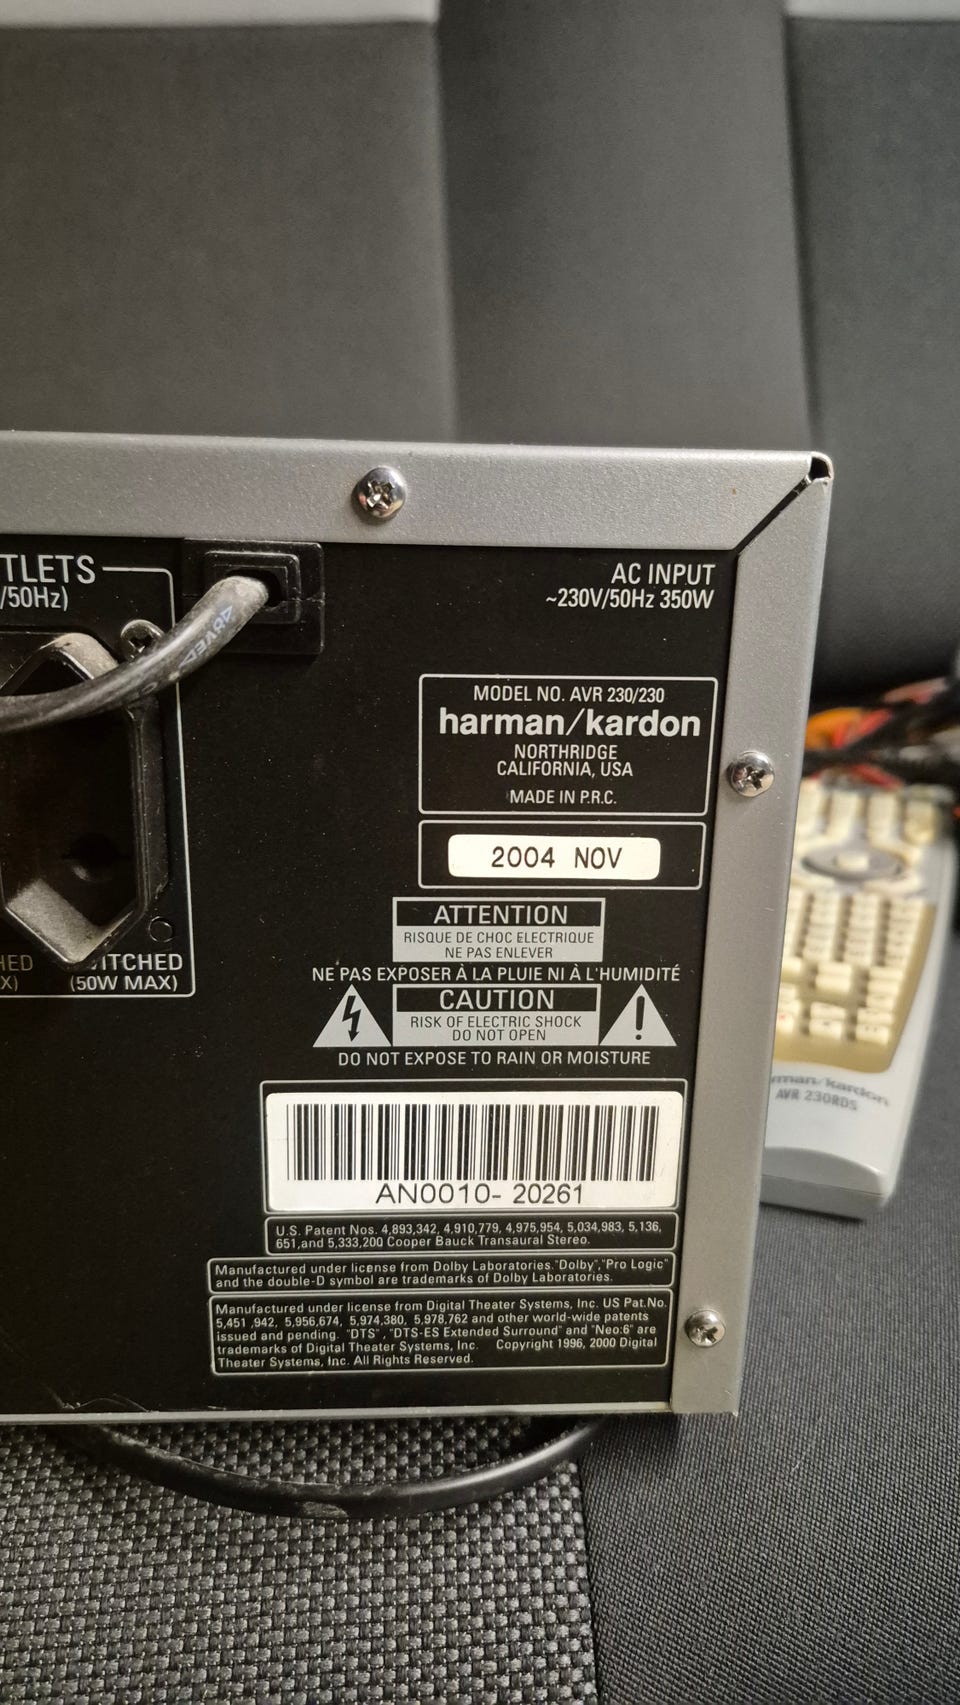 TLETS
/50Hz)
AC INPUT
~230V/50Hz 350W
MODEL NO. AVR 230/230
harman/kardon
NORTHRIDGE
CALIFORNIA, USA
MADE IN P.R.C.
2004 NOV
ATTENTION
RISQUE DE CHOC ELECTRIQUE
NE PAS ENLEVER
NE PAS EXPOSER À LA PLUIE NI À L'HUMIDITÉ
CAUTION
RISK OF ELECTRIC SHOCK
DO NOT OPEN
DO NOT EXPOSE TO RAIN OR MOISTURE
HED
X)
ITCHED
(50W MAX)
AN0010- 20261
U.S. Patent Nos. 4,893,342, 4,910,779, 4,975,954, 5,034,983, 5,136,
651,and 5,333,200 Cooper Bauck Transaural Stereo.
Manufactured under license from Dolby Laboratories."Dolby","Pro Logic"
and the double-D symbol are trademarks of Dolby Laboratories.
Manufactured under license from Digital Theater Systems, Inc. US Pat.No.
5,451 ,942, 5,956,674, 5,974,380, 5,978,762 and other world-wide patents
issued and pending. "DTS" , "DTS-ES Extended Surround" and "Neo:6" are
trademarks of Digital Theater Systems, Inc. Copyright 1996, 2000 Digital
Theater Systems, Inc. All Rights Reserved.
rman/kardon
AVR 230RDS